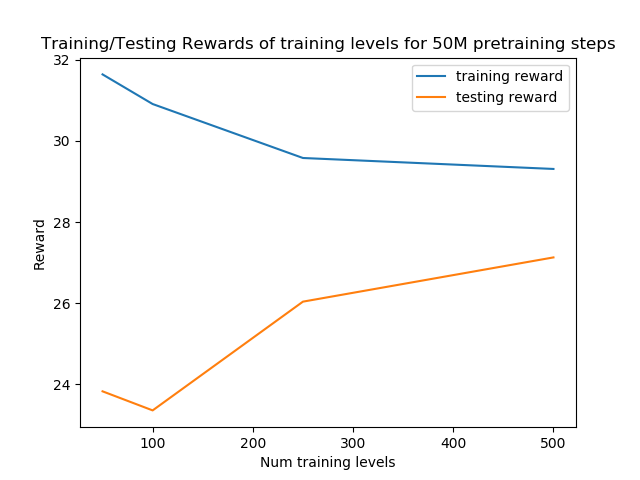 Training/Testing Rewards of training levels for 50M pretraining steps
training reward
testing reward
32
30
28
26
24
Reward
100
200
300
400
500
Num training levels